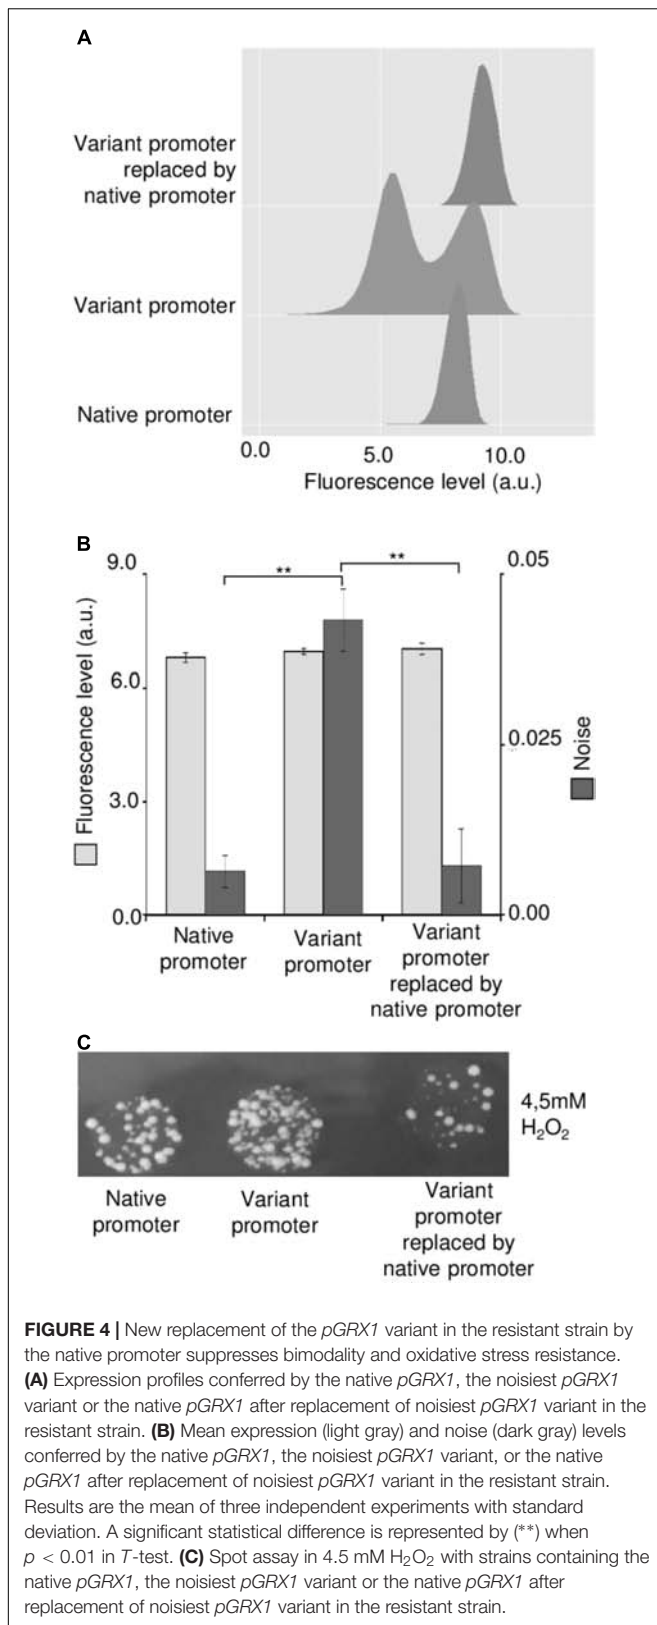 A
Variant promoter
replaced by
native promoter
Variant promoter
Native promoter
0.0 5.0 10.0
Fluorescence level (a.u.)
B
Fluorescence level (a.u.)
9.0
6.0
3.0
0.0
** **
0.05
0.025
0.00
Noise
Native
promoter
Variant
promoter
Variant
promoter
replaced by
native promoter
C
4,5mM
H₂O₂
Native
promoter
Variant
promoter
Variant
promoter
replaced by
native promoter
FIGURE 4 | New replacement of the pGRX1 variant in the resistant strain by
the native promoter suppresses bimodality and oxidative stress resistance.
(A) Expression profiles conferred by the native pGRX1, the noisiest pGRX1
variant or the native pGRX1 after replacement of noisiest pGRX1 variant in the
resistant strain. (B) Mean expression (light gray) and noise (dark gray) levels
conferred by the native pGRX1, the noisiest pGRX1 variant, or the native
pGRX1 after replacement of noisiest pGRX1 variant in the resistant strain.
Results are the mean of three independent experiments with standard
deviation. A significant statistical difference is represented by (**) when
p < 0.01 in T-test. (C) Spot assay in 4.5 mM H₂O₂ with strains containing the
native pGRX1, the noisiest pGRX1 variant or the native pGRX1 after
replacement of noisiest pGRX1 variant in the resistant strain.